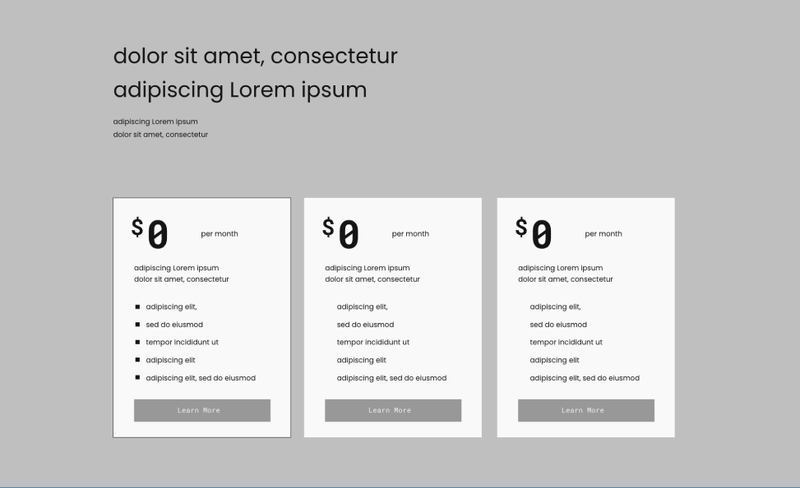 dolor sit amet, consectetur
adipiscing Lorem ipsum
adipiscing Lorem ipsum
dolor sit amet, consectetur
$0 per month
adipiscing Lorem ipsum
dolor sit amet, consectetur
adipiscing elit,
sed do eiusmod
tempor incididunt ut
adipiscing elit
adipiscing elit, sed do eiusmod
Learn More
$0 per month
adipiscing Lorem ipsum
dolor sit amet, consectetur
adipiscing elit,
sed do eiusmod
tempor incididunt ut
adipiscing elit
adipiscing elit, sed do eiusmod
Learn More
$0 per month
adipiscing Lorem ipsum
dolor sit amet, consectetur
adipiscing elit,
sed do eiusmod
tempor incididunt ut
adipiscing elit
adipiscing elit, sed do eiusmod
Learn More